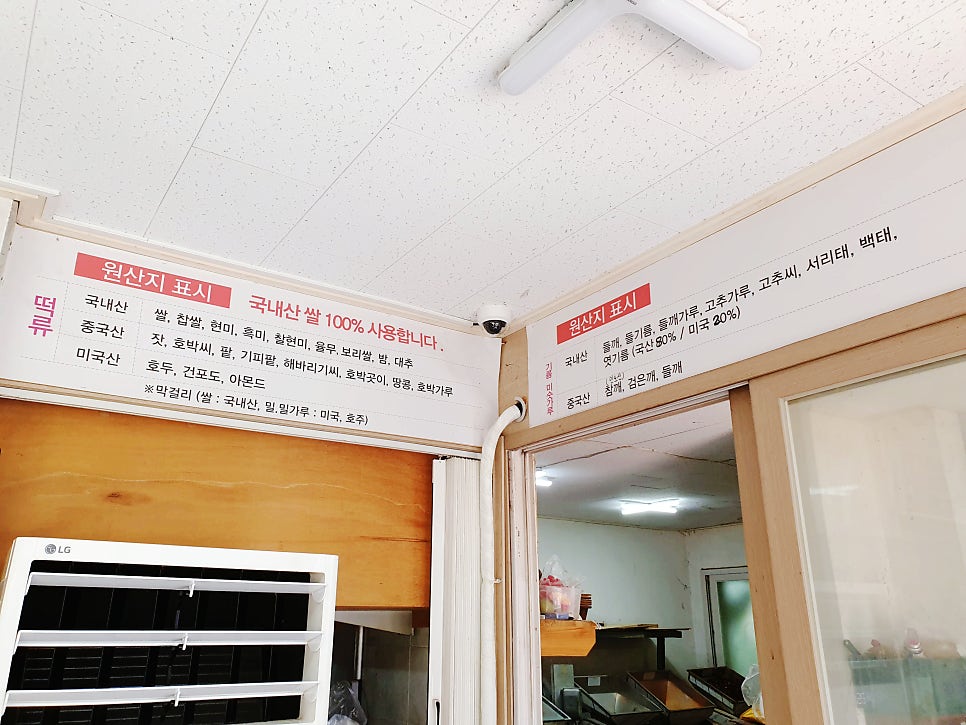 원산지 표시
국내산 쌀 100% 사용합니다.
떡류
국내산 쌀, 찹쌀, 현미, 흑미, 찰현미, 율무, 보리쌀, 밤, 대추
중국산 잣, 호박씨, 팥, 기피팥, 해바리기씨, 호박곳이, 땅콩, 호박가루
미국산 호두, 건포도, 아몬드
※막걸리 (쌀 : 국내산, 밀,밀가루 : 미국, 호주)
원산지 표시
기름 미숫가루
국내산 들깨, 들기름, 들깨가루, 고추가루, 고추씨, 서리태, 백태,
엿기름 (국산 80% / 미국 20%)
중국산 참깨, 검은깨, 들깨
LG